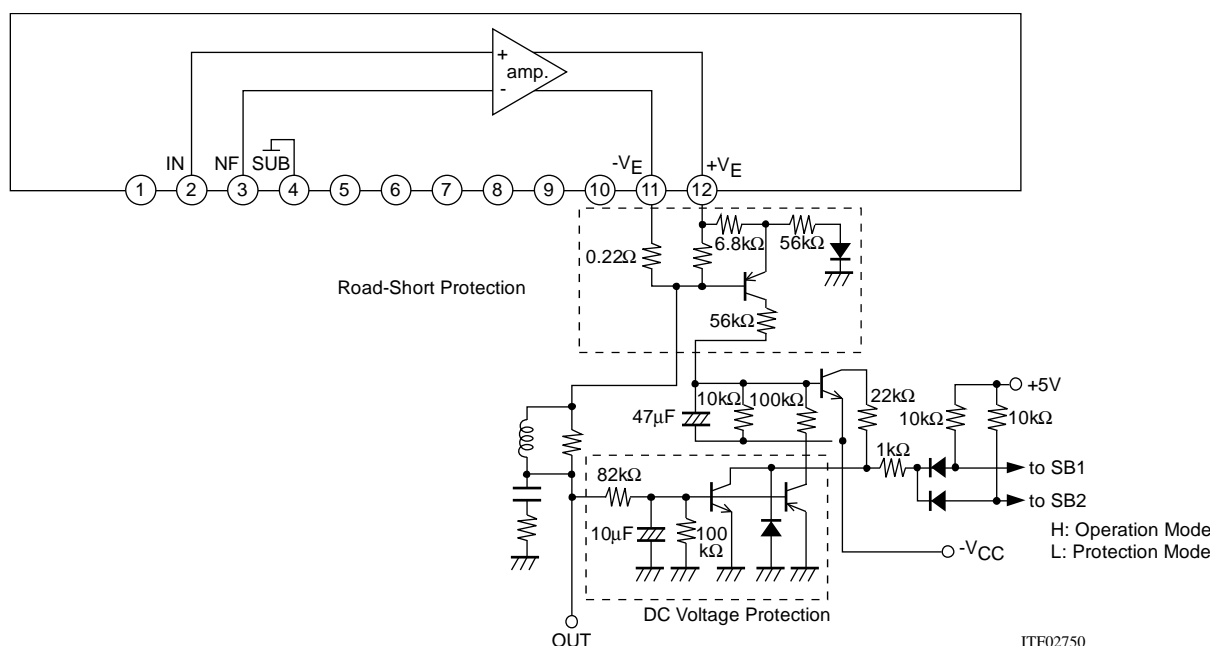 +
amp.
-
IN NF SUB -VE +VE
1 2 3 4 5 6 7 8 9 10 11 12
0.22Ω 6.8kΩ 56kΩ
Road-Short Protection
56kΩ
+5V
47μF 10kΩ 100kΩ 22kΩ 10kΩ 10kΩ
1kΩ
to SB1
82kΩ
to SB2
10μF 100
kΩ
H: Operation Mode
L: Protection Mode
-VCC
DC Voltage Protection
OUT
ITF02750